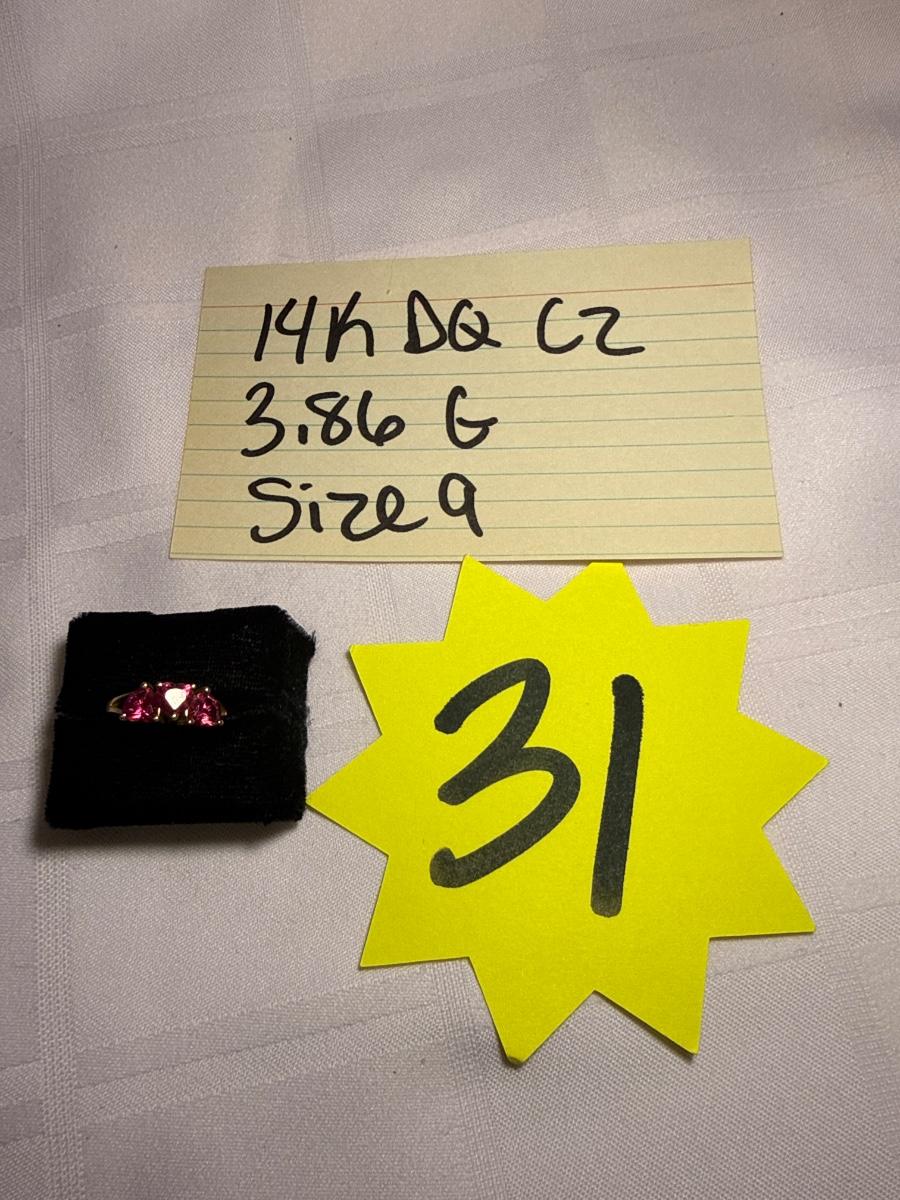 14K DQ CZ
3.86 G
Size 9
31